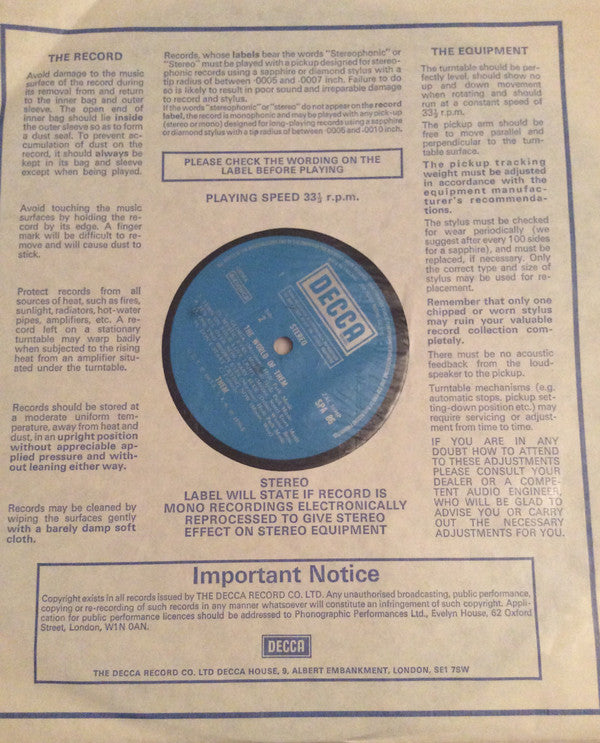 THE RECORD
Avoid damage to the music
surface of the record during
its removal from and return
to the inner bag and outer
sleeve. The open end of
inner bag should lie inside
the outer sleeve so as to form
a dust seal. To prevent ac-
cumulation of dust on the
record, it should always be
kept in its bag and sleeve
except when being played.
Avoid touching the music
surfaces by holding the re-
cord by its edge. A finger
mark will be difficult to re-
move and will cause dust to
stick.
Protect records from all
sources of heat, such as fires,
sunlight, radiators, hot-water
pipes, amplifiers, etc. A re-
cord left on a stationary
turntable may warp badly
when subjected to the rising
heat from an amplifier situ-
ated under the turntable.
Records should be stored at
a moderate uniform tem-
perature, away from heat and
dust, in an upright position
without appreciable ap-
plied pressure and with-
out leaning either way.
Records may be cleaned by
wiping the surfaces gently
with a barely damp soft
cloth.
Records, whose labels bear the words "Stereophonic" or
"Stereo" must be played with a pickup designed for stereo-
phonic records using a sapphire or diamond stylus with a
tip radius of between ·0005 and ·0007 inch. Failure to do
so is likely to result in poor sound and irreparable damage
to record and stylus.
If the words "stereophonic" or "stereo" do not appear on the record
label, the record is monophonic and may be played with any pick-up
(stereo or mono) designed for long-playing records using a sapphire
or diamond stylus with a tip radius of between ·0005 and ·0010 inch.
PLEASE CHECK THE WORDING ON THE
LABEL BEFORE PLAYING
PLAYING SPEED 33⅓ r.p.m.
DECCA
STEREO
THE WORLD OF THEM
THEM
SPA 86
STEREO
LABEL WILL STATE IF RECORD IS
MONO RECORDINGS ELECTRONICALLY
REPROCESSED TO GIVE STEREO
EFFECT ON STEREO EQUIPMENT
THE EQUIPMENT
The turntable should be per-
fectly level, should show no
up and down movement
when rotating and should
run at a constant speed of
33⅓ r.p.m.
The pickup arm should be
free to move parallel and
perpendicular to the turn-
table surface.
The pickup tracking
weight must be adjusted
in accordance with the
equipment manufac-
turer's recommenda-
tions.
The stylus must be checked
for wear periodically (we
suggest after every 100 sides
for a sapphire), and must be
replaced, if necessary. Only
the correct type and size of
stylus may be used for re-
placement.
Remember that only one
chipped or worn stylus
may ruin your valuable
record collection com-
pletely.
There must be no acoustic
feedback from the loud-
speaker to the pickup.
Turntable mechanisms (e.g.
automatic stops, pickup set-
ting-down position etc.) may
require servicing or adjust-
ment from time to time.
IF YOU ARE IN ANY
DOUBT HOW TO ATTEND
TO THESE ADJUSTMENTS
PLEASE CONSULT YOUR
DEALER OR A COMPE-
TENT AUDIO ENGINEER
WHO WILL BE GLAD TO
ADVISE YOU OR CARRY
OUT THE NECESSARY
ADJUSTMENTS FOR YOU.
Important Notice
Copyright exists in all records issued by THE DECCA RECORD CO. LTD. Any unauthorised broadcasting, public performance,
copying or re-recording of such records in any manner whatsoever will constitute an infringement of such copyright. Appli-
cation for public performance licences should be addressed to Phonographic Performances Ltd., Evelyn House, 62 Oxford
Street, London, W1N 0AN.
DECCA
THE DECCA RECORD CO. LTD DECCA HOUSE, 9, ALBERT EMBANKMENT, LONDON, SE1 7SW